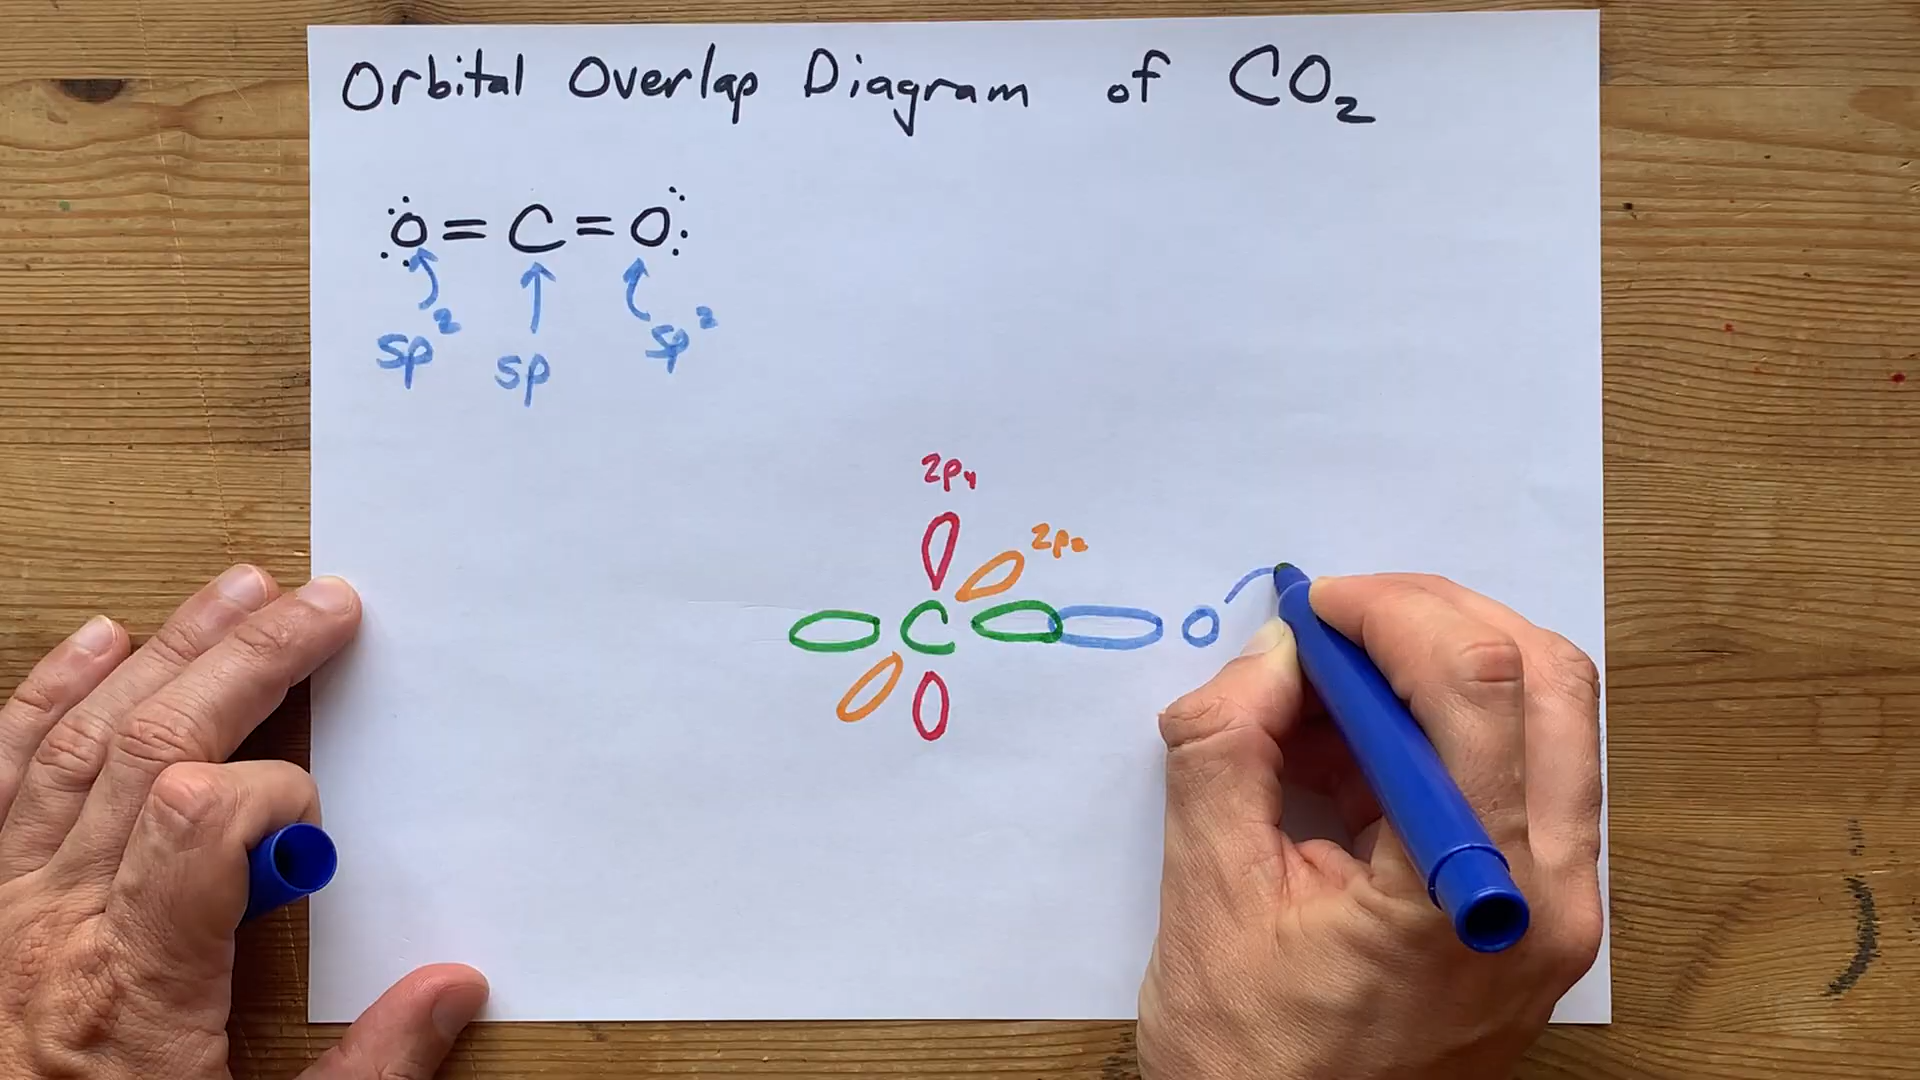 Orbital Overlap Diagram of CO₂
O=C=O
sp² sp sp²
2py
2pz
C O